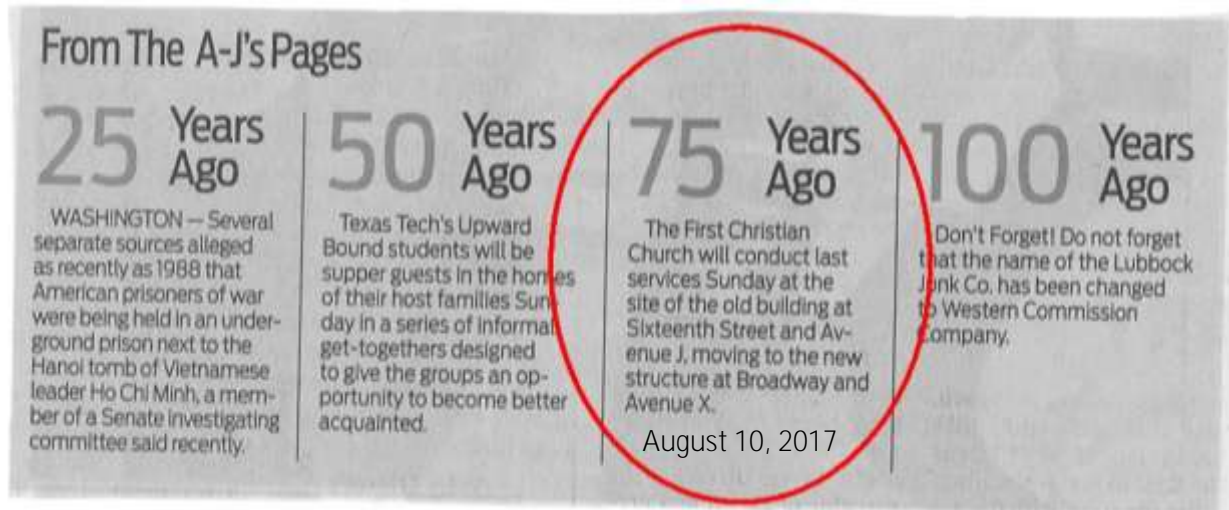 From The A-J's Pages
25 Years
Ago
WASHINGTON — Several
separate sources alleged
as recently as 1988 that
American prisoners of war
were being held in an under-
ground prison next to the
Hanoi tomb of Vietnamese
leader Ho Chi Minh, a mem-
ber of a Senate investigating
committee said recently.
50 Years
Ago
Texas Tech's Upward
Bound students will be
supper guests in the homes
of their host families Sun-
day in a series of informal
get-togethers designed
to give the groups an op-
portunity to become better
acquainted.
75 Years
Ago
The First Christian
Church will conduct last
services Sunday at the
site of the old building at
Sixteenth Street and Av-
enue J, moving to the new
structure at Broadway and
Avenue X.
August 10, 2017
100 Years
Ago
Don't Forget! Do not forget
that the name of the Lubbock
Junk Co. has been changed
to Western Commission
Company.